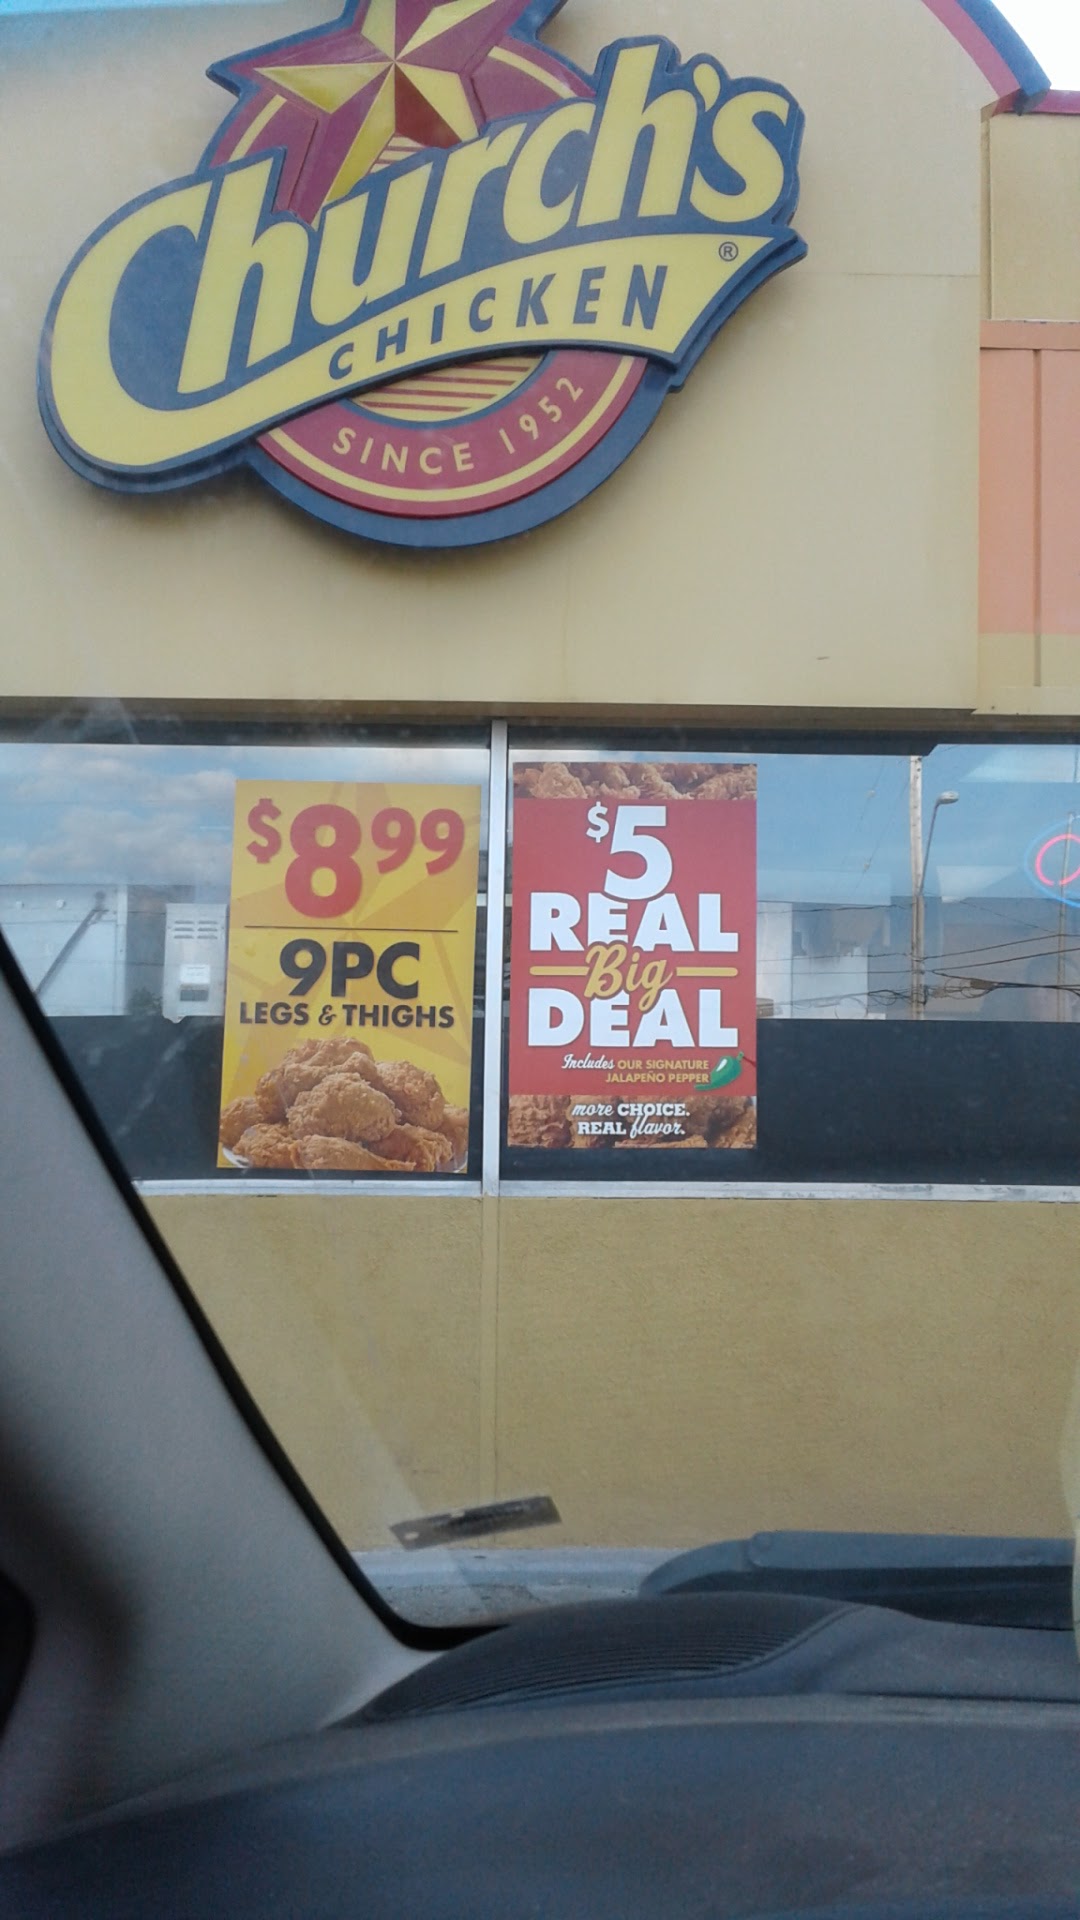 Church's
CHICKEN ®
SINCE 1952
$8 99
9PC
LEGS & THIGHS
$5
REAL
Big
DEAL
Includes OUR SIGNATURE
JALAPEÑO PEPPER
more CHOICE.
REAL flavor.